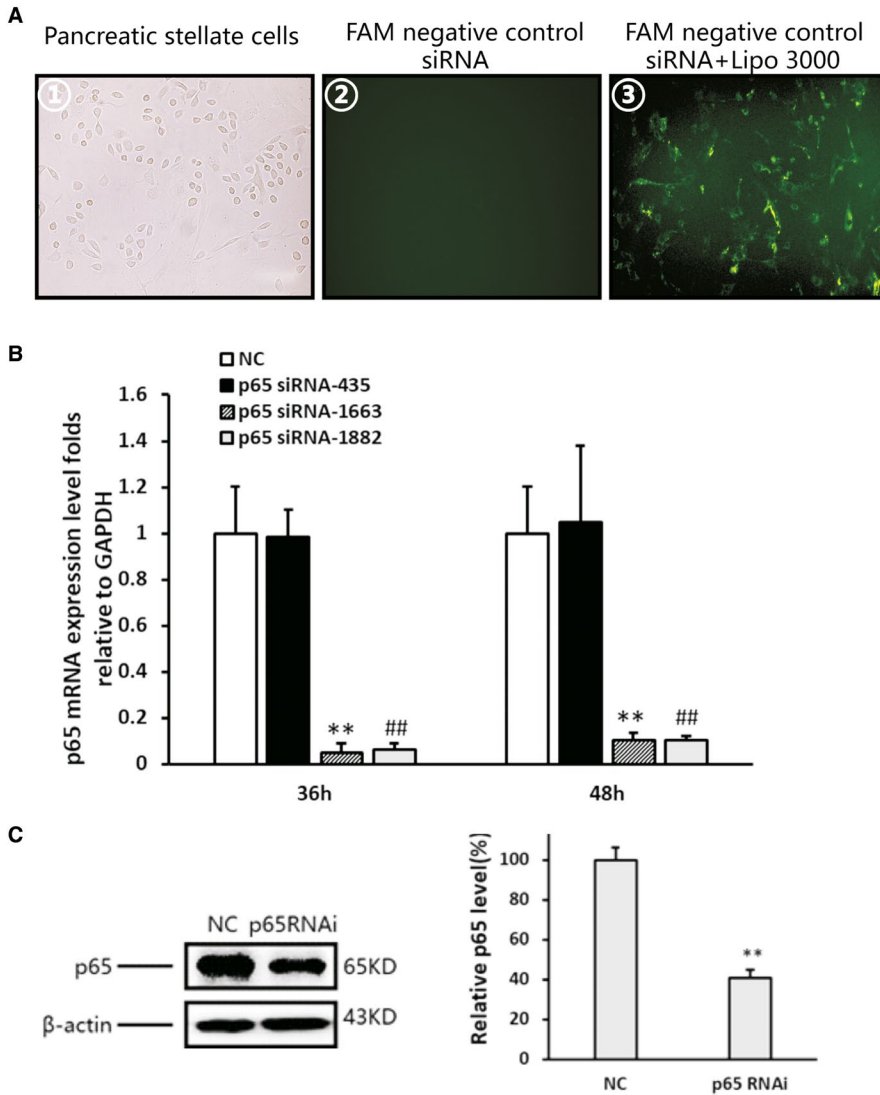 A
Pancreatic stellate cells
FAM negative control
siRNA
FAM negative control
siRNA+Lipo 3000
①
②
③
B
NC
p65 siRNA-435
p65 siRNA-1663
p65 siRNA-1882
p65 mRNA expression level folds
relative to GAPDH
1.6
1.4
1.2
1
0.8
0.6
0.4
0.2
0
**
##
**
##
36h
48h
C
NC p65RNAi
p65
65KD
β-actin
43KD
Relative p65 level(%)
100
80
60
40
20
0
**
NC
p65 RNAi